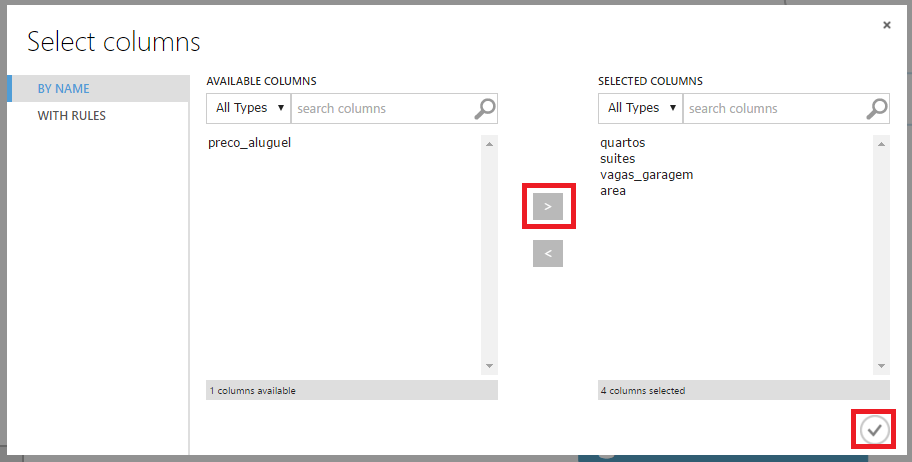 Select columns
×
BY NAME
WITH RULES
AVAILABLE COLUMNS
All Types
search columns
preco_aluguel
1 columns available
>
<
SELECTED COLUMNS
All Types
search columns
quartos
suites
vagas_garagem
area
4 columns selected